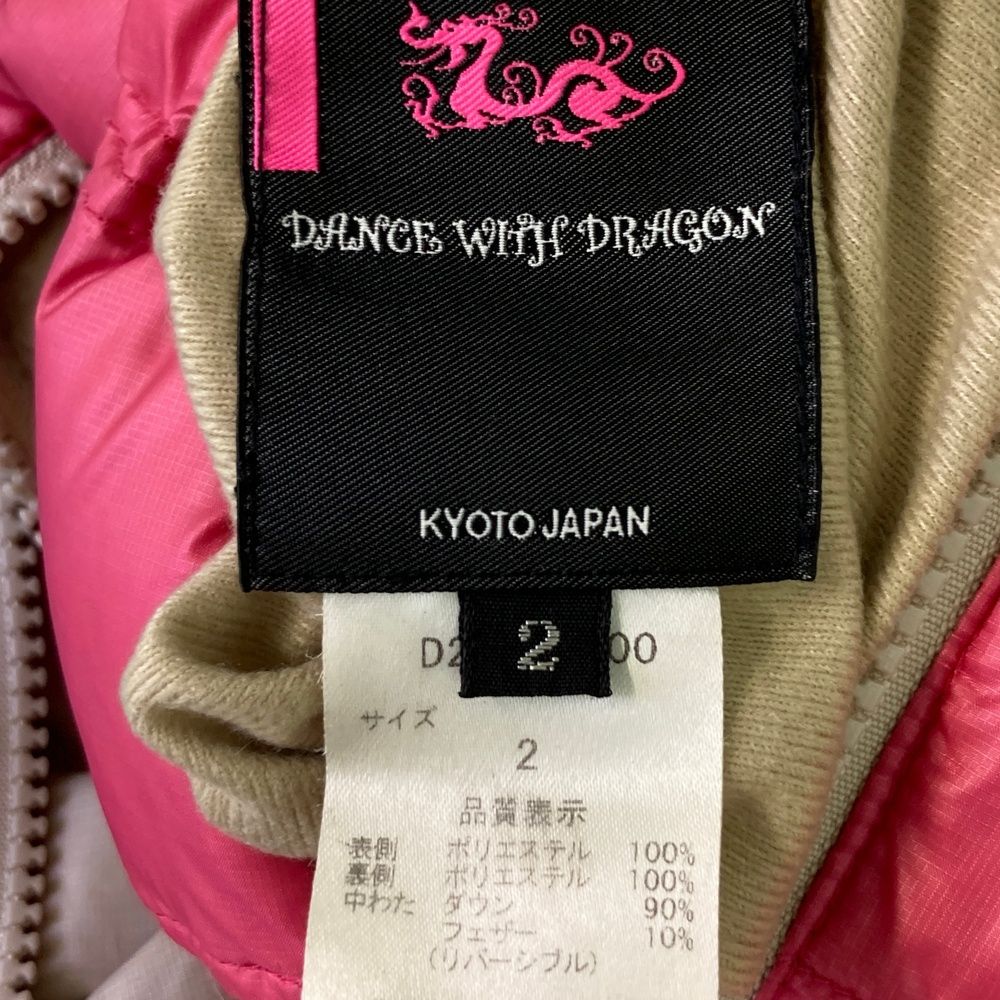 DANCE WITH DRAGON
KYOTO JAPAN
2
サイズ
2
品質表示
表側 ポリエステル 100%
裏側 ポリエステル 100%
中わた ダウン 90%
フェザー 10%
(リバーシブル)